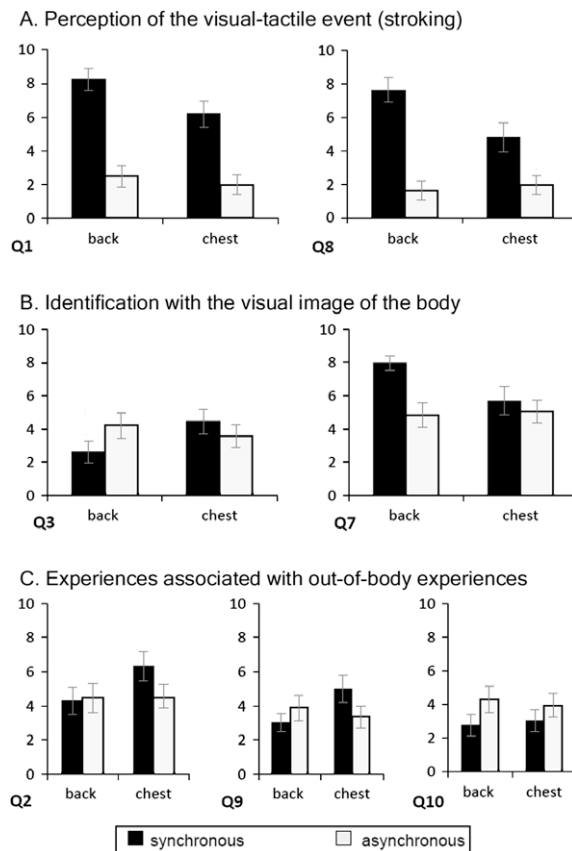 A. Perception of the visual-tactile event (stroking)
10 10
8 8
6 6
4 4
2 2
0 0
back chest back chest
Q1 Q8
B. Identification with the visual image of the body
10 10
8 8
6 6
4 4
2 2
0 0
back chest back chest
Q3 Q7
C. Experiences associated with out-of-body experiences
10 10 10
8 8 8
6 6 6
4 4 4
2 2 2
0 0 0
back chest back chest back chest
Q2 Q9 Q10
synchronous asynchronous